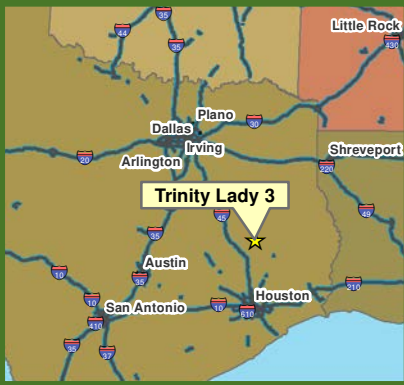 35
44
35
Little Rock
430
Plano
30
Dallas
Irving
20
Arlington
Shreveport
220
Trinity Lady 3
45
49
35
Austin
10
35
10
San Antonio
10
Houston
610
210
410
35
37